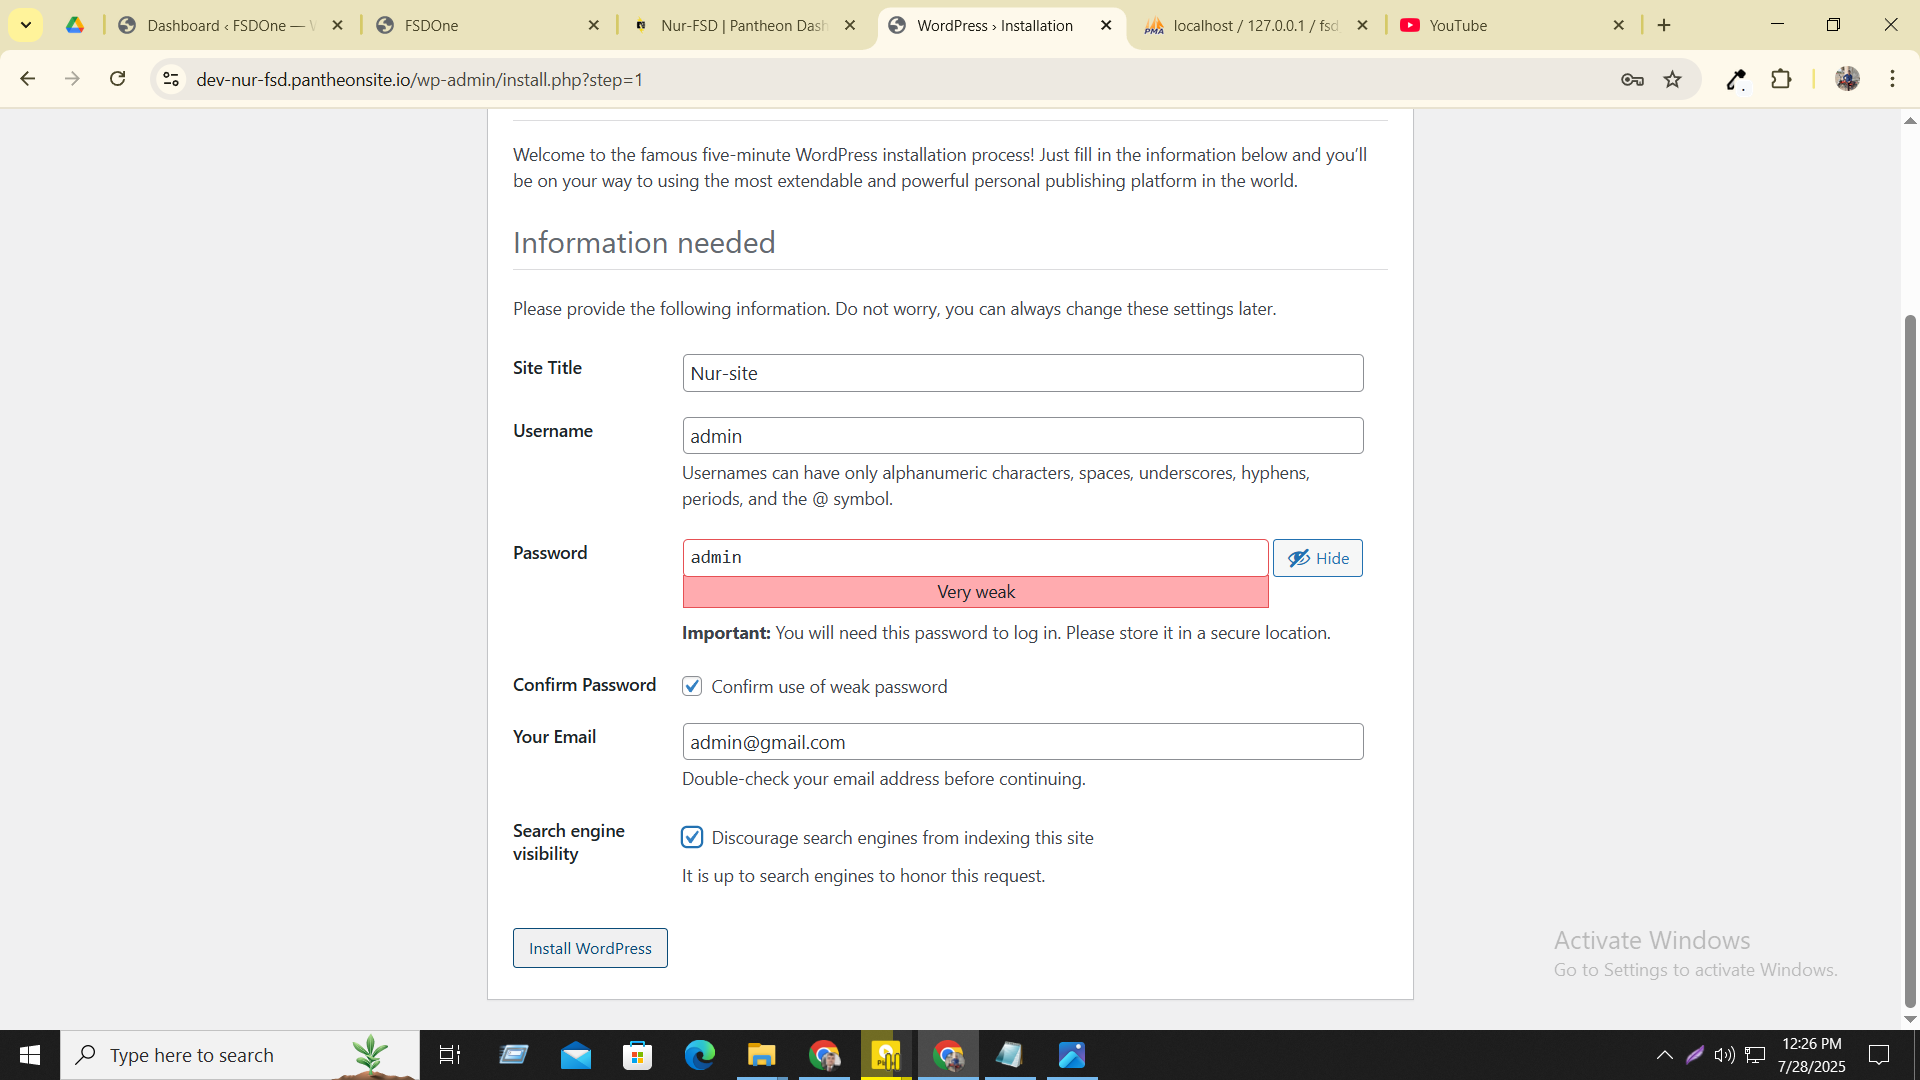 Dashboard ‹ FSDOne —
FSDOne
Nur-FSD | Pantheon Dash
WordPress › Installation
localhost / 127.0.0.1 / fsd
YouTube
dev-nur-fsd.pantheonsite.io/wp-admin/install.php?step=1
Welcome to the famous five-minute WordPress installation process! Just fill in the information below and you’ll
be on your way to using the most extendable and powerful personal publishing platform in the world.
Information needed
Please provide the following information. Do not worry, you can always change these settings later.
Site Title
Nur-site
Username
admin
Usernames can have only alphanumeric characters, spaces, underscores, hyphens,
periods, and the @ symbol.
Password
admin
Hide
Very weak
Important: You will need this password to log in. Please store it in a secure location.
Confirm Password
Confirm use of weak password
Your Email
admin@gmail.com
Double-check your email address before continuing.
Search engine
visibility
Discourage search engines from indexing this site
It is up to search engines to honor this request.
Install WordPress
Activate Windows
Go to Settings to activate Windows.
Type here to search
12:26 PM
7/28/2025